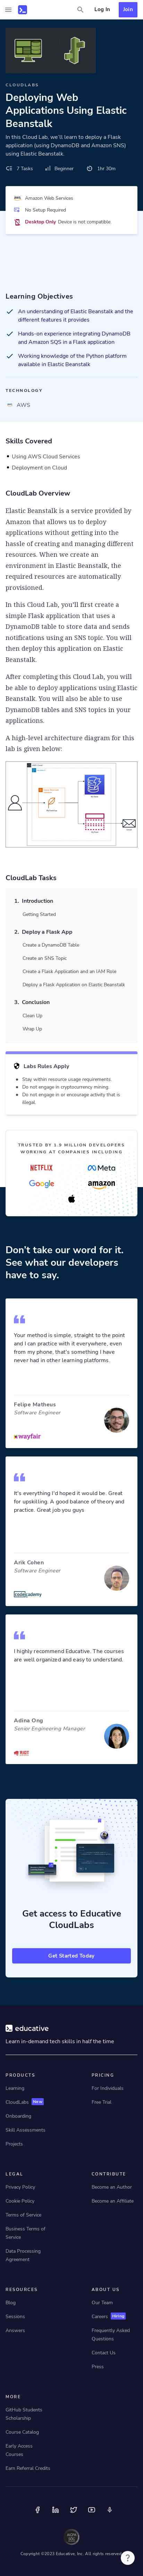 Log In
Join
CLOUDLABS
Deploying Web
Applications Using Elastic
Beanstalk
In this Cloud Lab, we'll learn to deploy a Flask
application (using DynamoDB and Amazon SNS)
using Elastic Beanstalk.
7 Tasks
Beginner
1hr 30m
Amazon Web Services
No Setup Required
Desktop Only Device is not compatible.
Learning Objectives
An understanding of Elastic Beanstalk and the
different features it provides
Hands-on experience integrating DynamoDB
and Amazon SQS in a Flask application
Working knowledge of the Python platform
available in Elastic Beanstalk
TECHNOLOGY
AWS
Skills Covered
Using AWS Cloud Services
Deployment on Cloud
CloudLab Overview
Elastic Beanstalk is a service provided by
Amazon that allows us to deploy
applications without getting into the
hassle of creating and managing different
resources. When we create an
environment in Elastic Beanstalk, the
infrastructure is automatically
provisioned.
In this Cloud Lab, you'll first create a
simple Flask application that uses a
DynamoDB table to store data and sends
notifications using an SNS topic. You will
then deploy this application on Elastic
Beanstalk.
After completing this Cloud Lab, you will
be able to deploy applications using Elastic
Beanstalk. You will also be able to create
DynamoDB tables and SNS topics in your
applications.
A high-level architecture diagram for this
lab is given below:
CloudLab Tasks
1. Introduction
Getting Started
2. Deploy a Flask App
Create a DynamoDB Table
Create an SNS Topic
Create a Flask Application and an IAM Role
Deploy a Flask Application on Elastic Beanstalk
3. Conclusion
Clean Up
Wrap Up
Labs Rules Apply
Stay within resource usage requirements.
Do not engage in cryptocurrency mining.
Do not engage in or encourage activity that is
illegal.
TRUSTED BY 1.9 MILLION DEVELOPERS
WORKING AT COMPANIES INCLUDING
NETFLIX
Meta
Google
amazon
Don't take our word for it.
See what our developers
have to say.
Your method is simple, straight to the point
and I can practice with it everywhere, even
from my phone, that's something I have
never had in other learning platforms.
Felipe Matheus
Software Engineer
wayfair
It's everything I'd hoped it would be. Great
for upskilling. A good balance of theory and
practice. Great job you guys
Arik Cohen
Software Engineer
codecademy
I highly recommend Educative. The courses
are well organized and easy to understand.
Adina Ong
Senior Engineering Manager
RIOT
Get access to Educative
CloudLabs
Get Started Today
educative
Learn in-demand tech skills in half the time
PRODUCTS
Learning
CloudLabs New
Onboarding
Skill Assessments
Projects
PRICING
For Individuals
Free Trial
LEGAL
Privacy Policy
Cookie Policy
Terms of Service
Business Terms of
Service
Data Processing
Agreement
CONTRIBUTE
Become an Author
Become an Affiliate
RESOURCES
Blog
Sessions
Answers
ABOUT US
Our Team
Careers Hiring
Frequently Asked
Questions
Contact Us
Press
MORE
GitHub Students
Scholarship
Course Catalog
Early Access
Courses
Earn Referral Credits
Copyright ©2023 Educative, Inc. All rights reserved
?